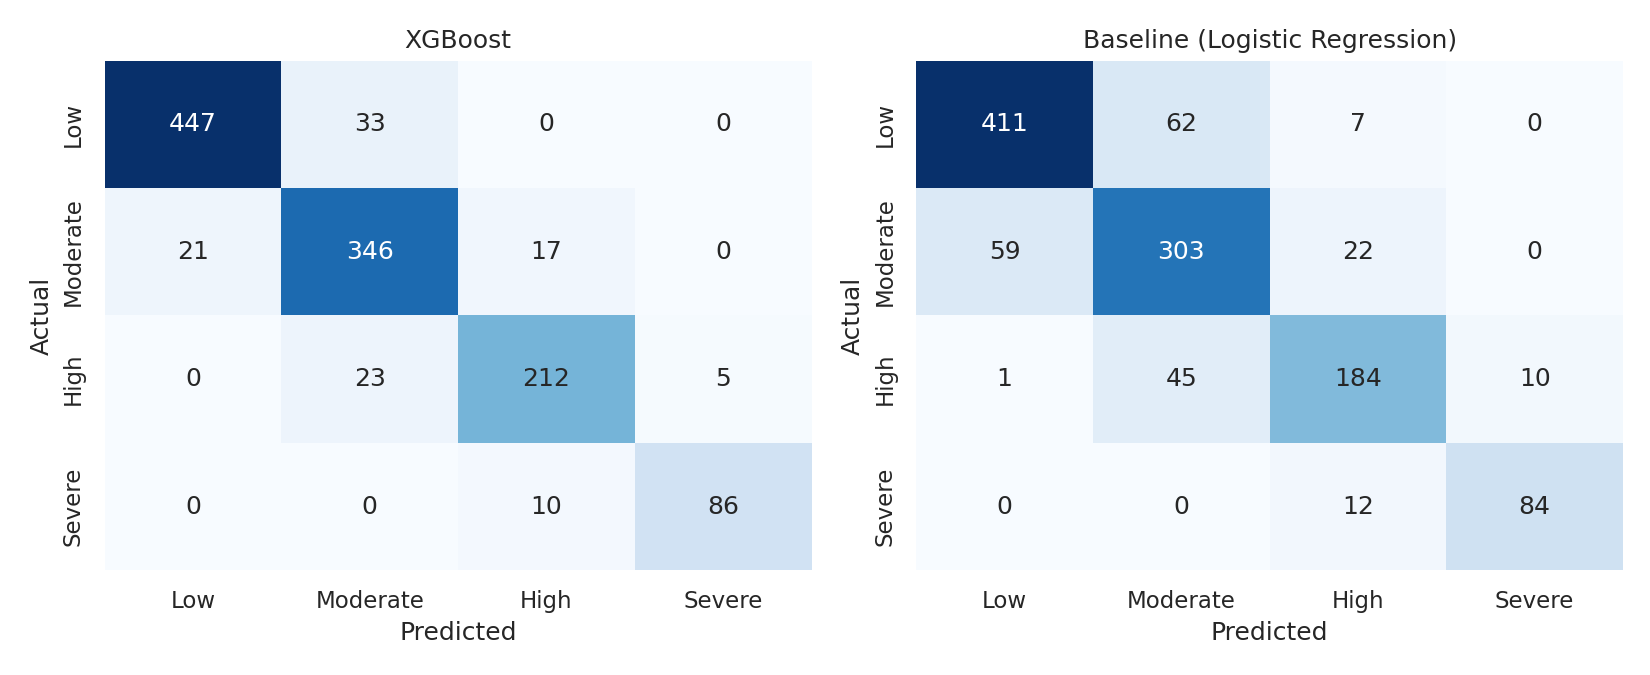 XGBoost
Low 447 33 0 0
Moderate 21 346 17 0
High 0 23 212 5
Severe 0 0 10 86
Actual
Low Moderate High Severe
Predicted
Baseline (Logistic Regression)
Low 411 62 7 0
Moderate 59 303 22 0
High 1 45 184 10
Severe 0 0 12 84
Actual
Low Moderate High Severe
Predicted